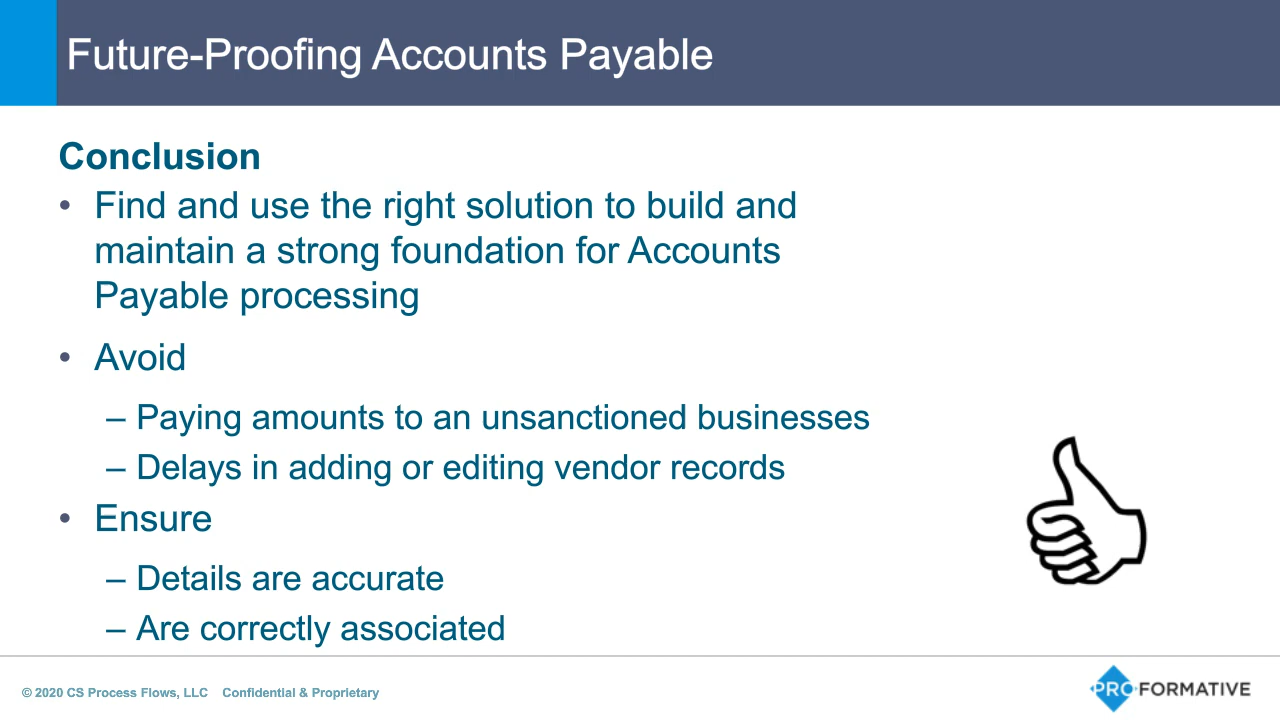 Future-Proofing Accounts Payable
Conclusion
• Find and use the right solution to build and
maintain a strong foundation for Accounts
Payable processing
• Avoid
– Paying amounts to an unsanctioned businesses
– Delays in adding or editing vendor records
• Ensure
– Details are accurate
– Are correctly associated
© 2020 CS Process Flows, LLC Confidential & Proprietary
PROFORMATIVE